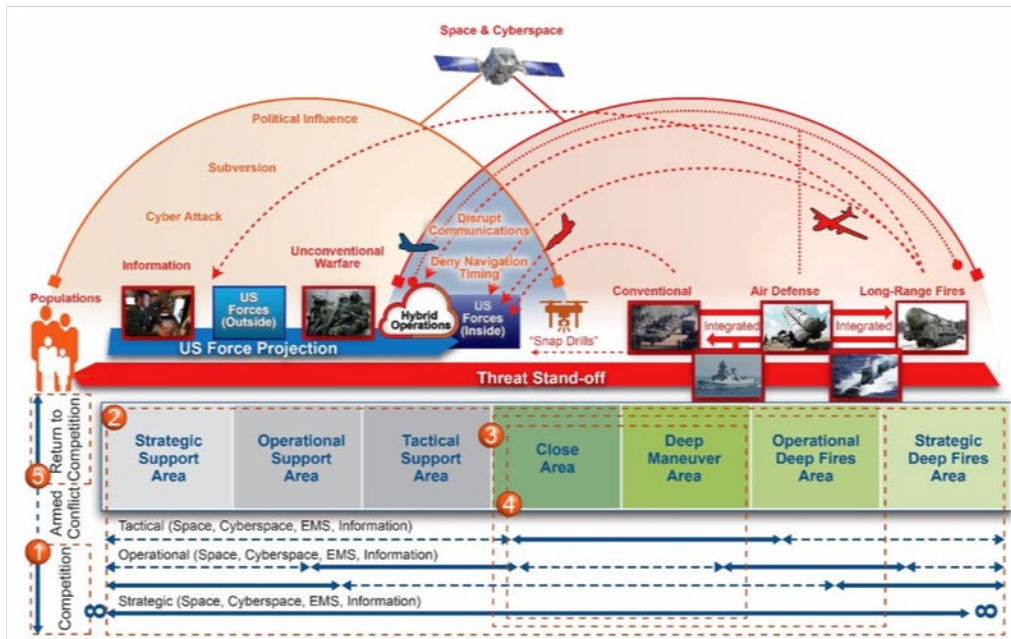 Space & Cyberspace
Political Influence
Subversion
Cyber Attack
Disrupt
Communications
Deny Navigation
Timing
Information
Unconventional
Warfare
Populations
US
Forces
(Outside)
Hybrid
Operations
US
Forces
(Inside)
Conventional
Air Defense
Long-Range Fires
Integrated
Integrated
"Snap Drills"
US Force Projection
Threat Stand-off
Return to
Competition
5
Armed
Conflict
1
Competition
2
Strategic
Support
Area
Operational
Support
Area
Tactical
Support
Area
3
Close
Area
Deep
Maneuver
Area
Operational
Deep Fires
Area
Strategic
Deep Fires
Area
4
Tactical (Space, Cyberspace, EMS, Information)
Operational (Space, Cyberspace, EMS, Information)
Strategic (Space, Cyberspace, EMS, Information)
∞
∞